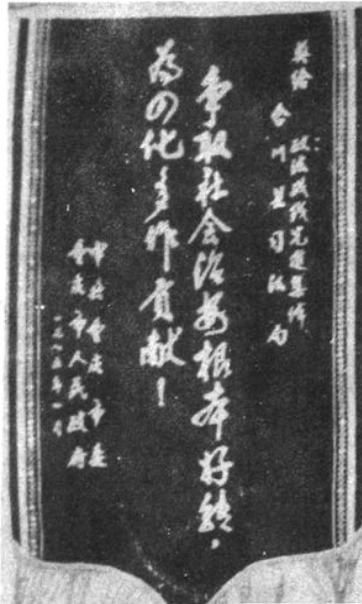 奖给
政法战线先进集体
合川县司法局
争取社会治安根本好转，
为四化多作贡献！
中共重庆市委
重庆市人民政府
一九八五年一月